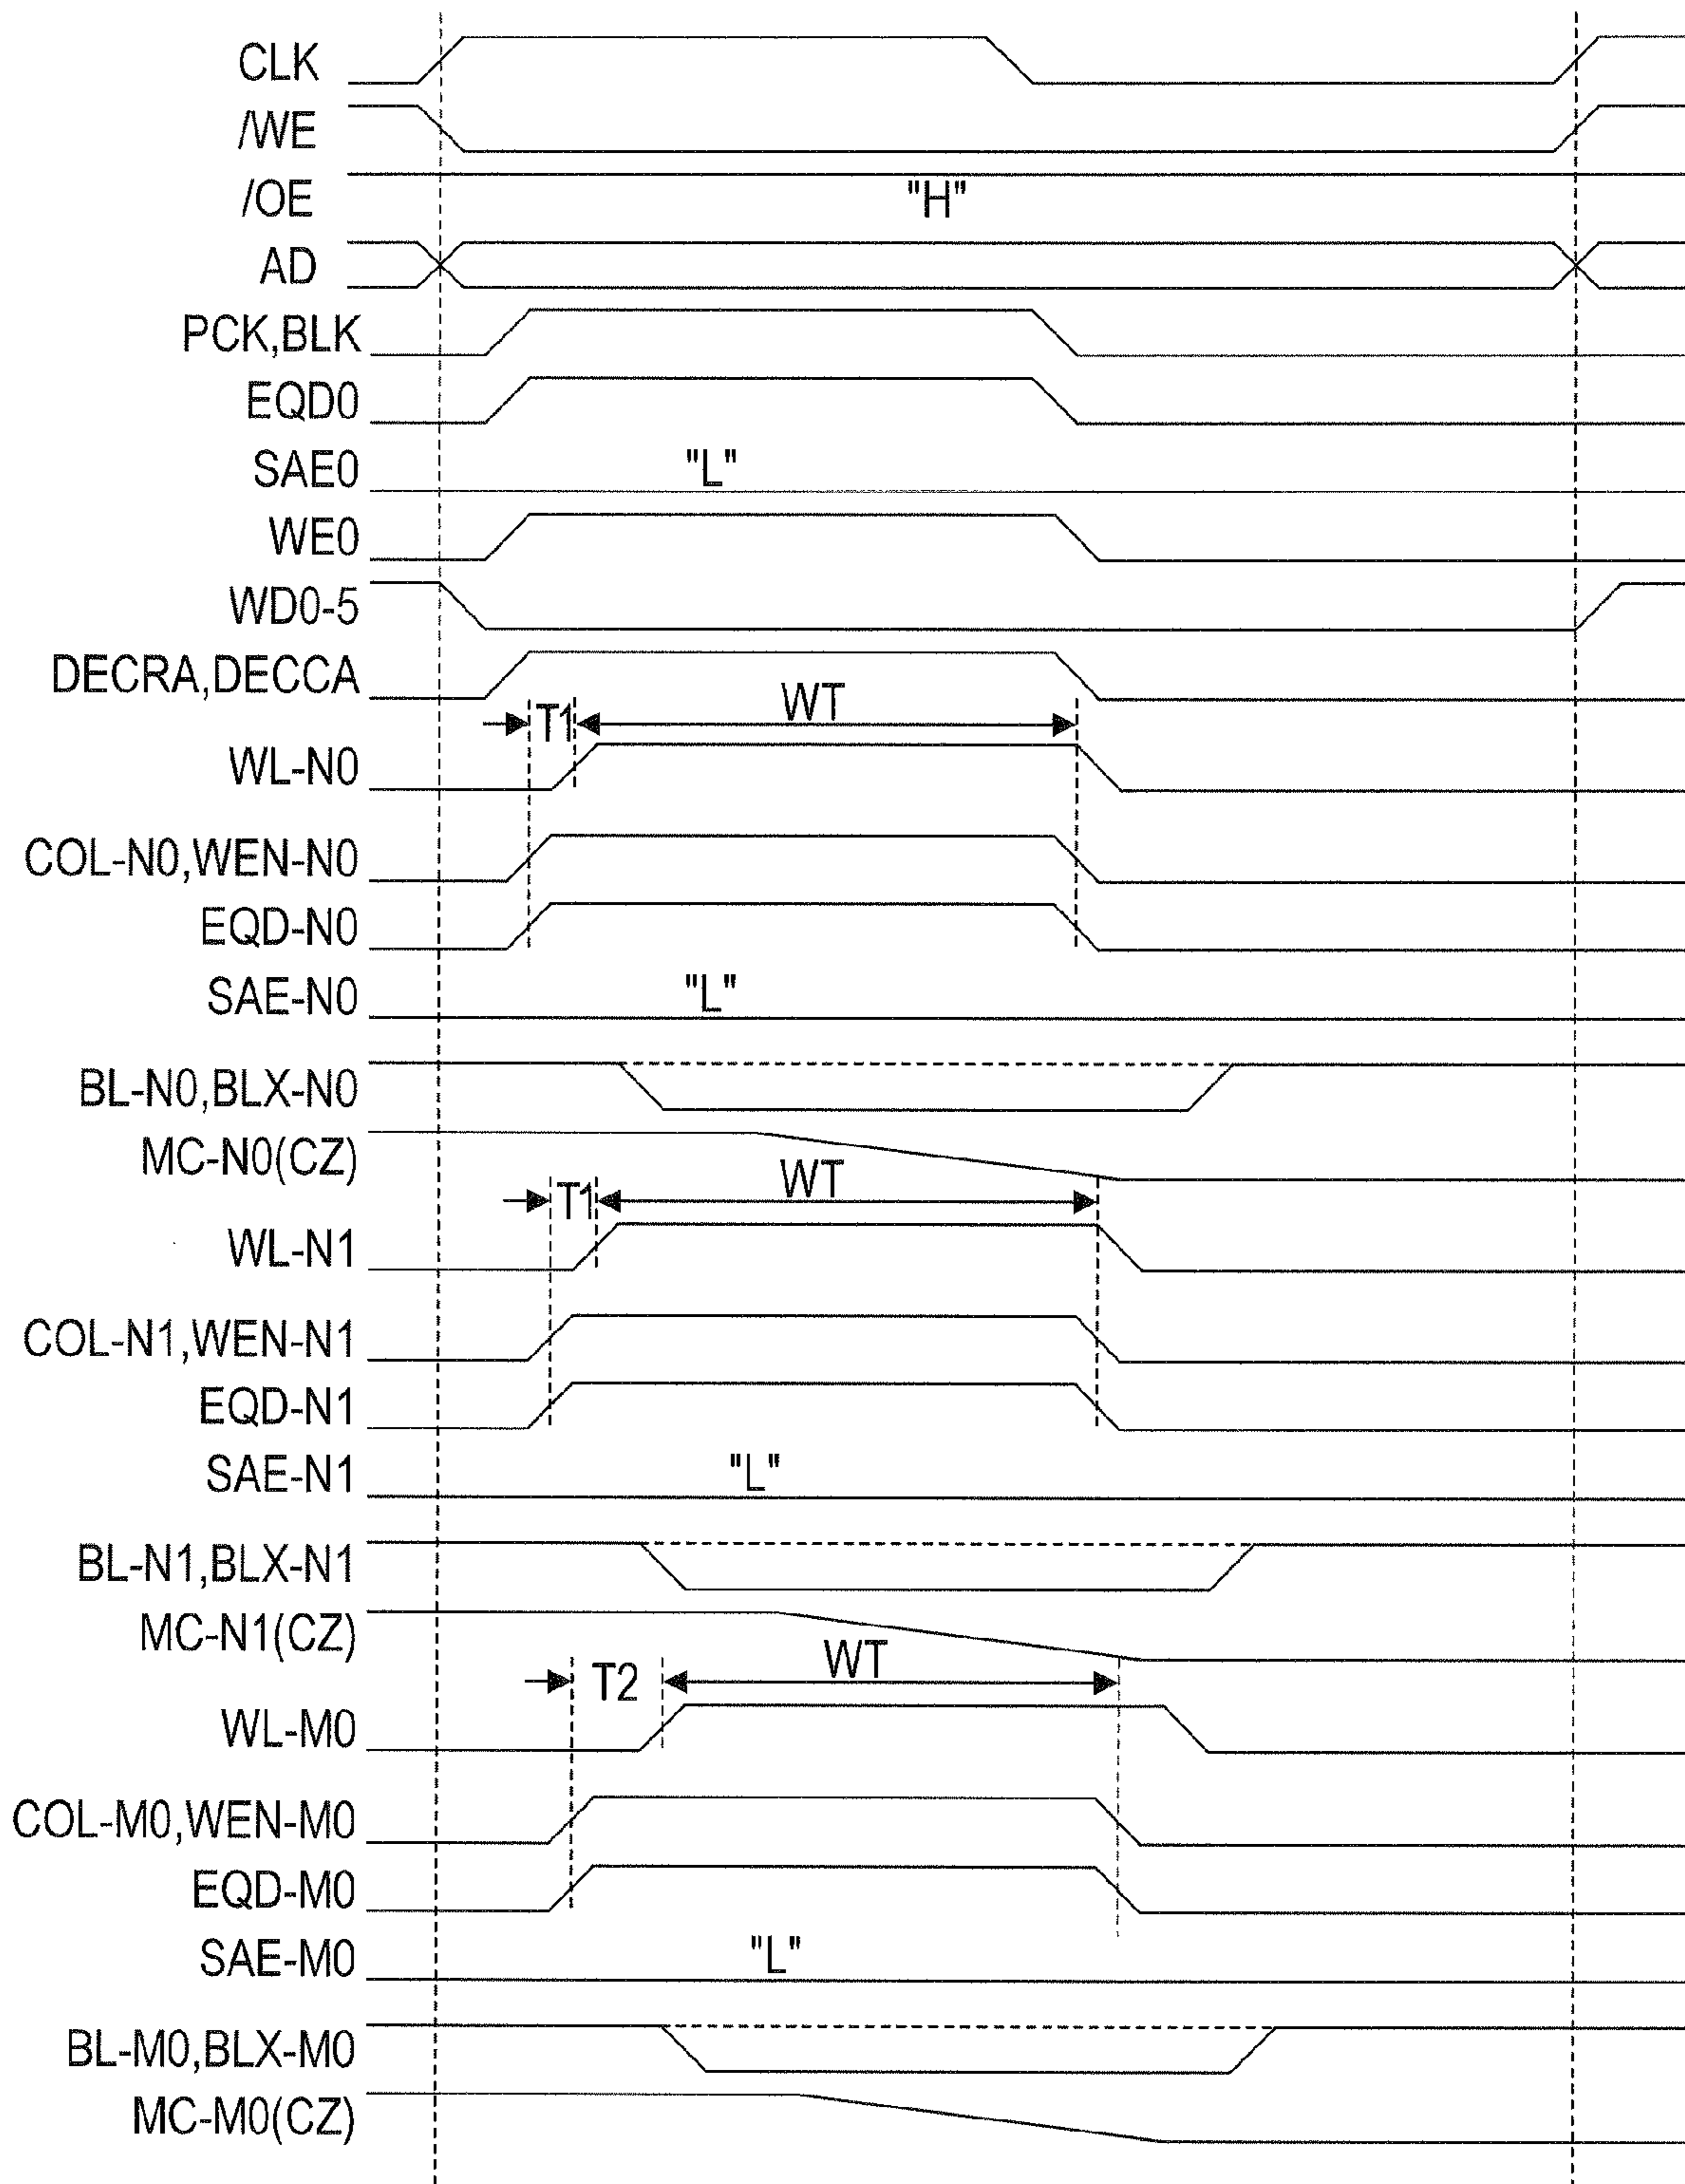 CLK
/WE
/OE "H"
AD
PCK,BLK
EQD0
SAE0 "L"
WE0
WD0-5
DECRA,DECCA
T1 WT
WL-N0
COL-N0,WEN-N0
EQD-N0
SAE-N0 "L"
BL-N0,BLX-N0
MC-N0(CZ)
T1 WT
WL-N1
COL-N1,WEN-N1
EQD-N1
SAE-N1 "L"
BL-N1,BLX-N1
MC-N1(CZ)
T2 WT
WL-M0
COL-M0,WEN-M0
EQD-M0
SAE-M0 "L"
BL-M0,BLX-M0
MC-M0(CZ)